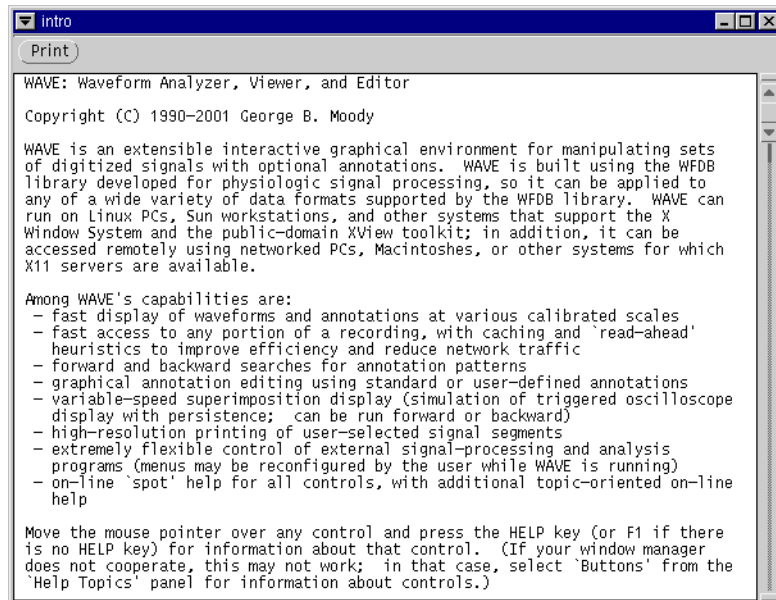 intro
Print
WAVE: Waveform Analyzer, Viewer, and Editor
Copyright (C) 1990-2001 George B. Moody
WAVE is an extensible interactive graphical environment for manipulating sets
of digitized signals with optional annotations.  WAVE is built using the WFDB
library developed for physiologic signal processing, so it can be applied to
any of a wide variety of data formats supported by the WFDB library.  WAVE can
run on Linux PCs, Sun workstations, and other systems that support the X
Window System and the public-domain XView toolkit; in addition, it can be
accessed remotely using networked PCs, Macintoshes, or other systems for which
X11 servers are available.
Among WAVE's capabilities are:
- fast display of waveforms and annotations at various calibrated scales
- fast access to any portion of a recording, with caching and `read-ahead'
heuristics to improve efficiency and reduce network traffic
- forward and backward searches for annotation patterns
- graphical annotation editing using standard or user-defined annotations
- variable-speed superimposition display (simulation of triggered oscilloscope
display with persistence;  can be run forward or backward)
- high-resolution printing of user-selected signal segments
- extremely flexible control of external signal-processing and analysis
programs (menus may be reconfigured by the user while WAVE is running)
- on-line `spot' help for all controls, with additional topic-oriented on-line
help
Move the mouse pointer over any control and press the HELP key (or F1 if there
is no HELP key) for information about that control.  (If your window manager
does not cooperate, this may not work;  in that case, select `Buttons' from the
`Help Topics' panel for information about controls.)